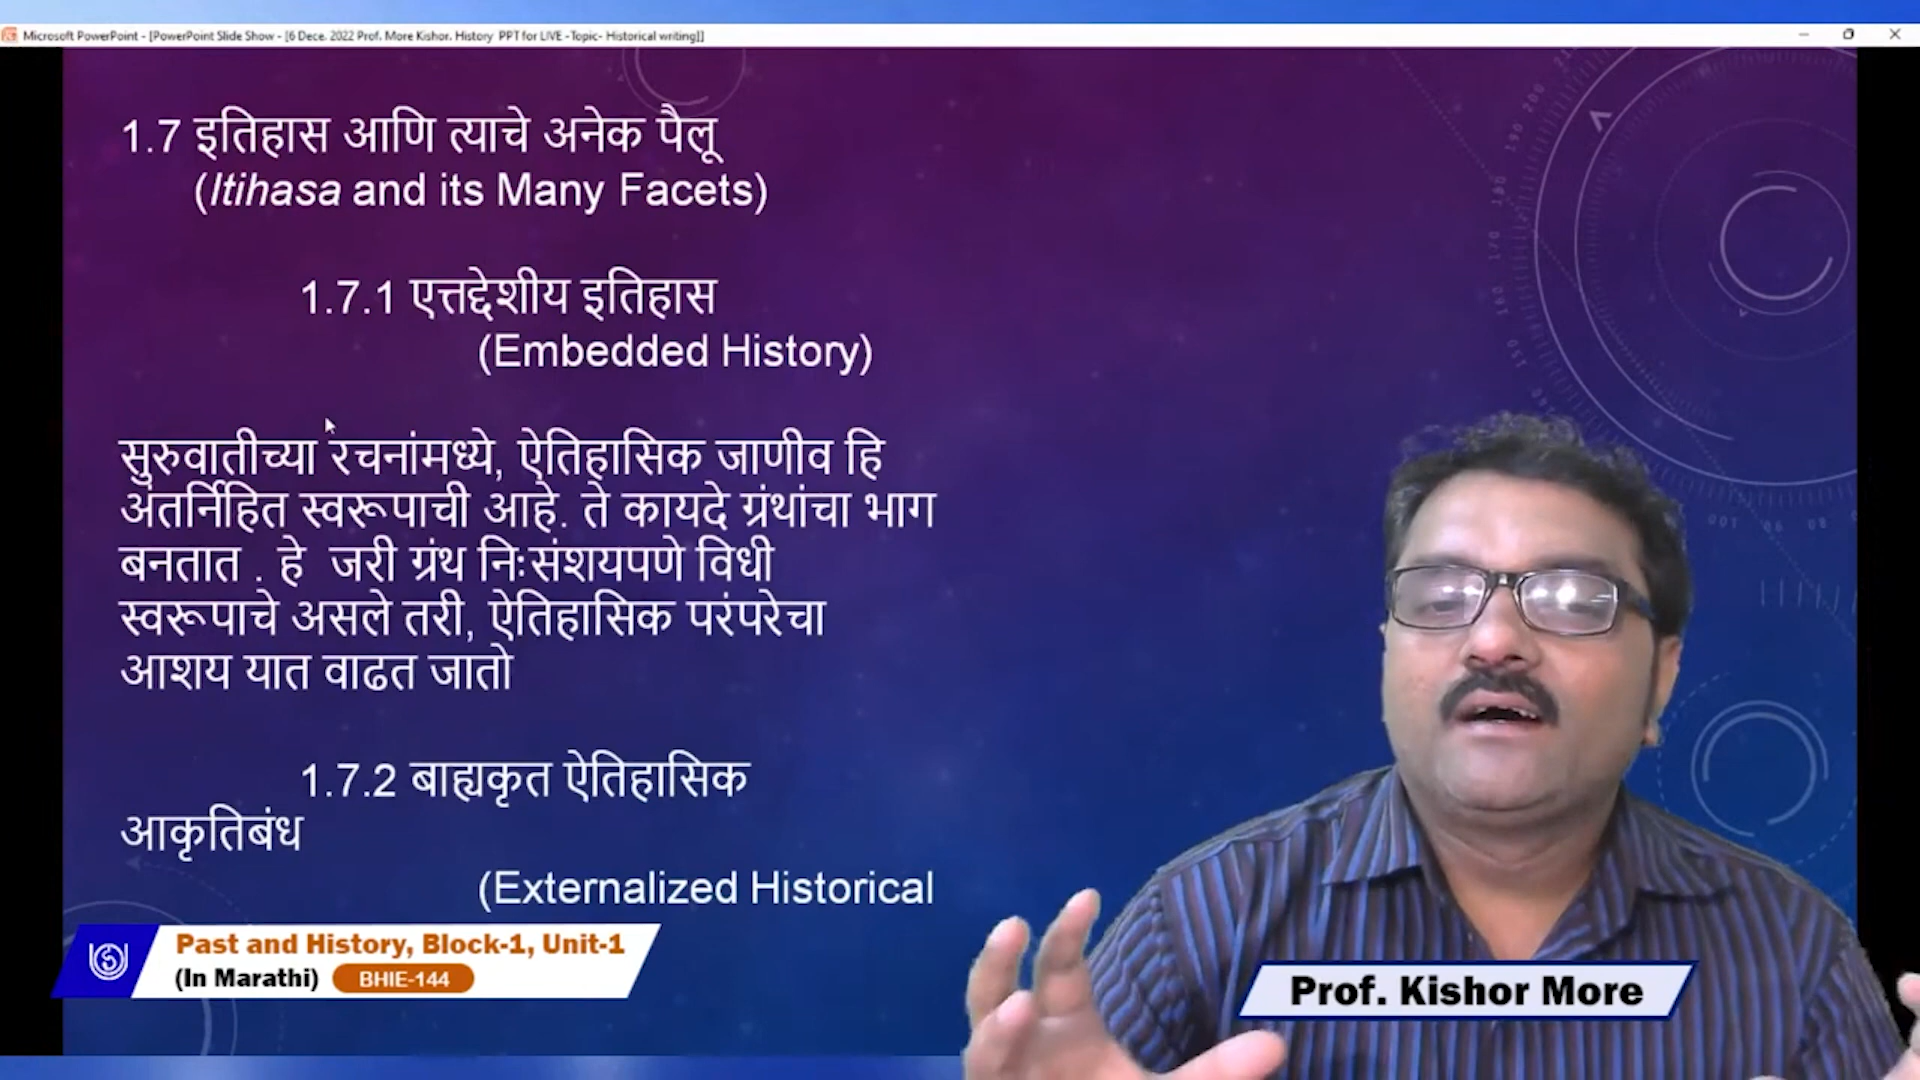 Microsoft PowerPoint - [PowerPoint Slide Show - [6 Dece. 2022 Prof. More Kishor. History PPT for LIVE -Topic- Historical writing]]
1.7 इतिहास आणि त्याचे अनेक पैलू
(Itihasa and its Many Facets)
1.7.1 एत्तद्देशीय इतिहास
(Embedded History)
सुरुवातीच्या रचनांमध्ये, ऐतिहासिक जाणीव हि
अंतर्निहित स्वरूपाची आहे. ते कायदे ग्रंथांचा भाग
बनतात . हे जरी ग्रंथ निःसंशयपणे विधी
स्वरूपाचे असले तरी, ऐतिहासिक परंपरेचा
आशय यात वाढत जातो
1.7.2 बाह्यकृत ऐतिहासिक
आकृतिबंध
(Externalized Historical
Past and History, Block-1, Unit-1
(In Marathi) BHIE-144
Prof. Kishor More